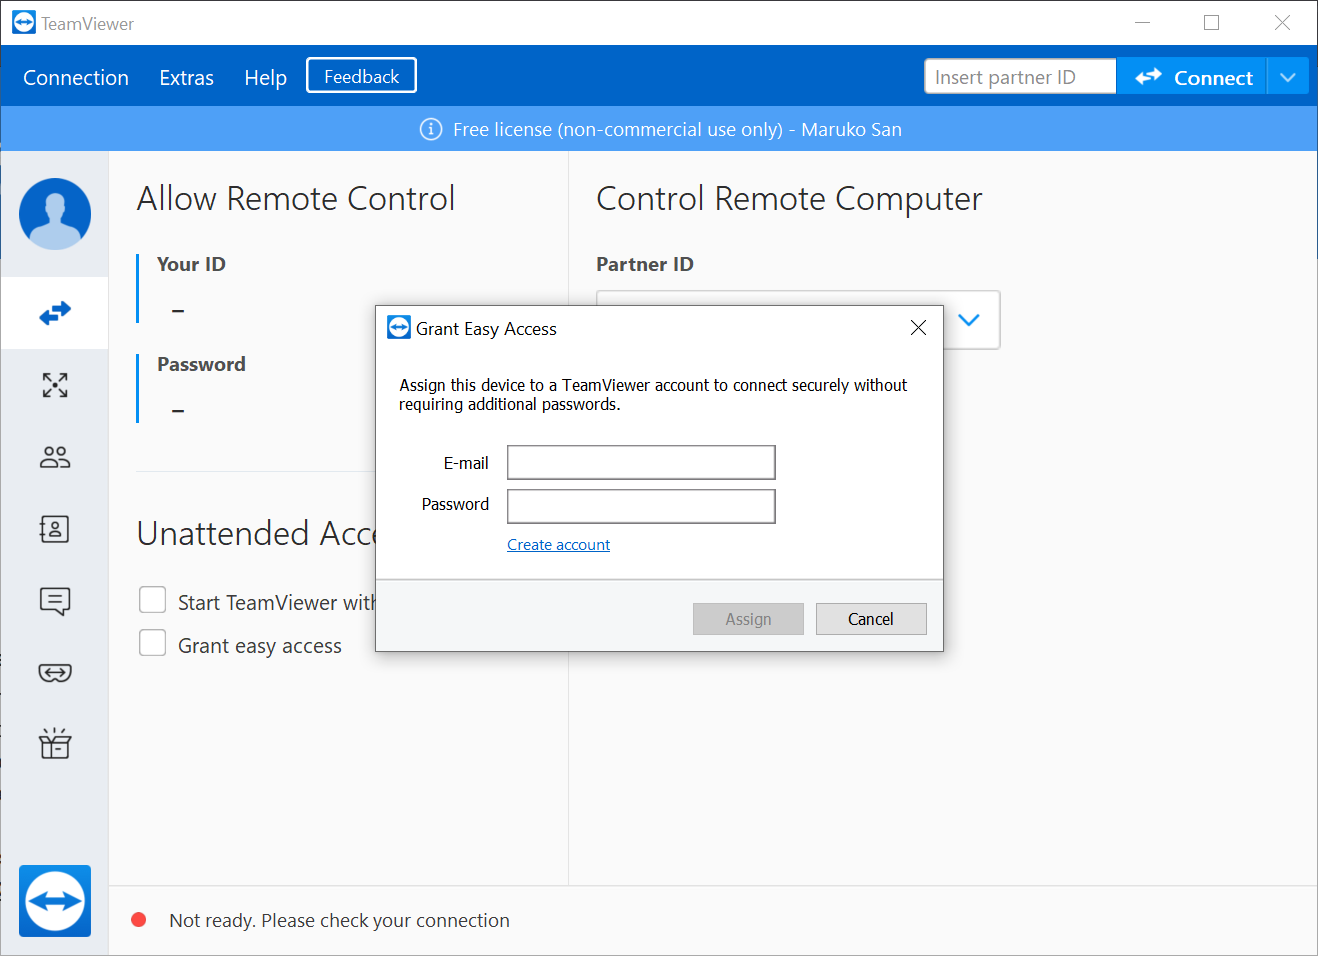 TeamViewer
Connection Extras Help Feedback Insert partner ID Connect
Free license (non-commercial use only) - Maruko San
Allow Remote Control
Your ID
–
Password
–
Unattended Acc
Start TeamViewer wit
Grant easy access
Control Remote Computer
Partner ID
Grant Easy Access
Assign this device to a TeamViewer account to connect securely without
requiring additional passwords.
E-mail
Password
Create account
Assign Cancel
Not ready. Please check your connection